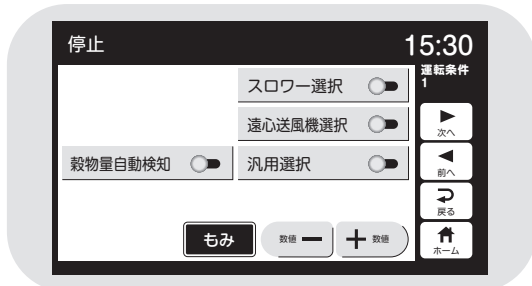 停止
15:30
運転条件
1
スロワー選択
遠心送風機選択
穀物量自動検知
汎用選択
もみ
数値
数値
次へ
前へ
戻る
ホーム